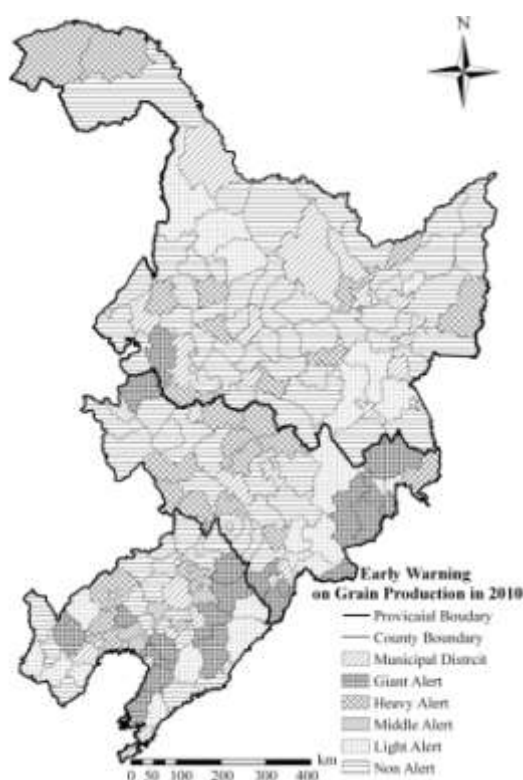 N
Early Warning
on Grain Production in 2010
Provicaial Boudary
County Boundary
Municipal Distrcit
Giant Alert
Heavy Alert
Middle Alert
Light Alert
Non Alert
km
0 50 100 200 300 400